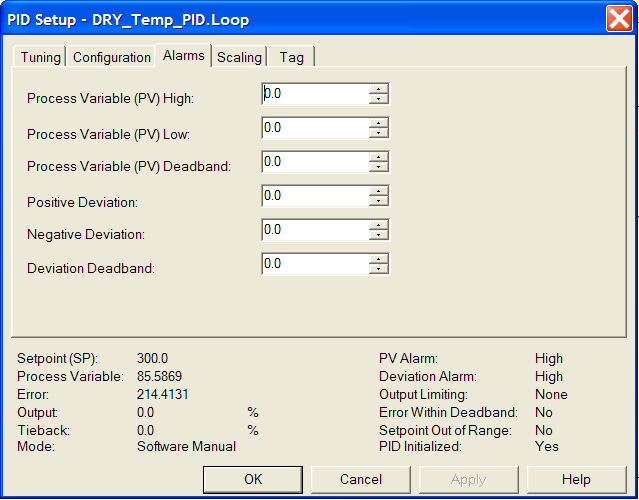 PID Setup - DRY_Temp_PID.Loop
Tuning Configuration Alarms Scaling Tag
Process Variable (PV) High: 0.0
Process Variable (PV) Low: 0.0
Process Variable (PV) Deadband: 0.0
Positive Deviation: 0.0
Negative Deviation: 0.0
Deviation Deadband: 0.0
Setpoint (SP): 300.0 PV Alarm: High
Process Variable: 85.5869 Deviation Alarm: High
Error: 214.4131 Output Limiting: None
Output: 0.0 % Error Within Deadband: No
Tieback: 0.0 % Setpoint Out of Range: No
Mode: Software Manual PID Initialized: Yes
OK Cancel Apply Help